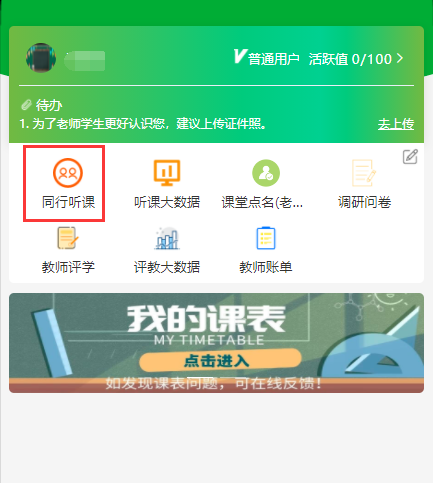 V 普通用户 活跃值 0/100
待办
1. 为了老师学生更好认识您，建议上传证件照。 去上传
同行听课 听课大数据 课堂点名(老... 调研问卷
教师评学 评教大数据 教师账单
我的课表
MY TIMETABLE
点击进入
如发现课表问题，可在线反馈！